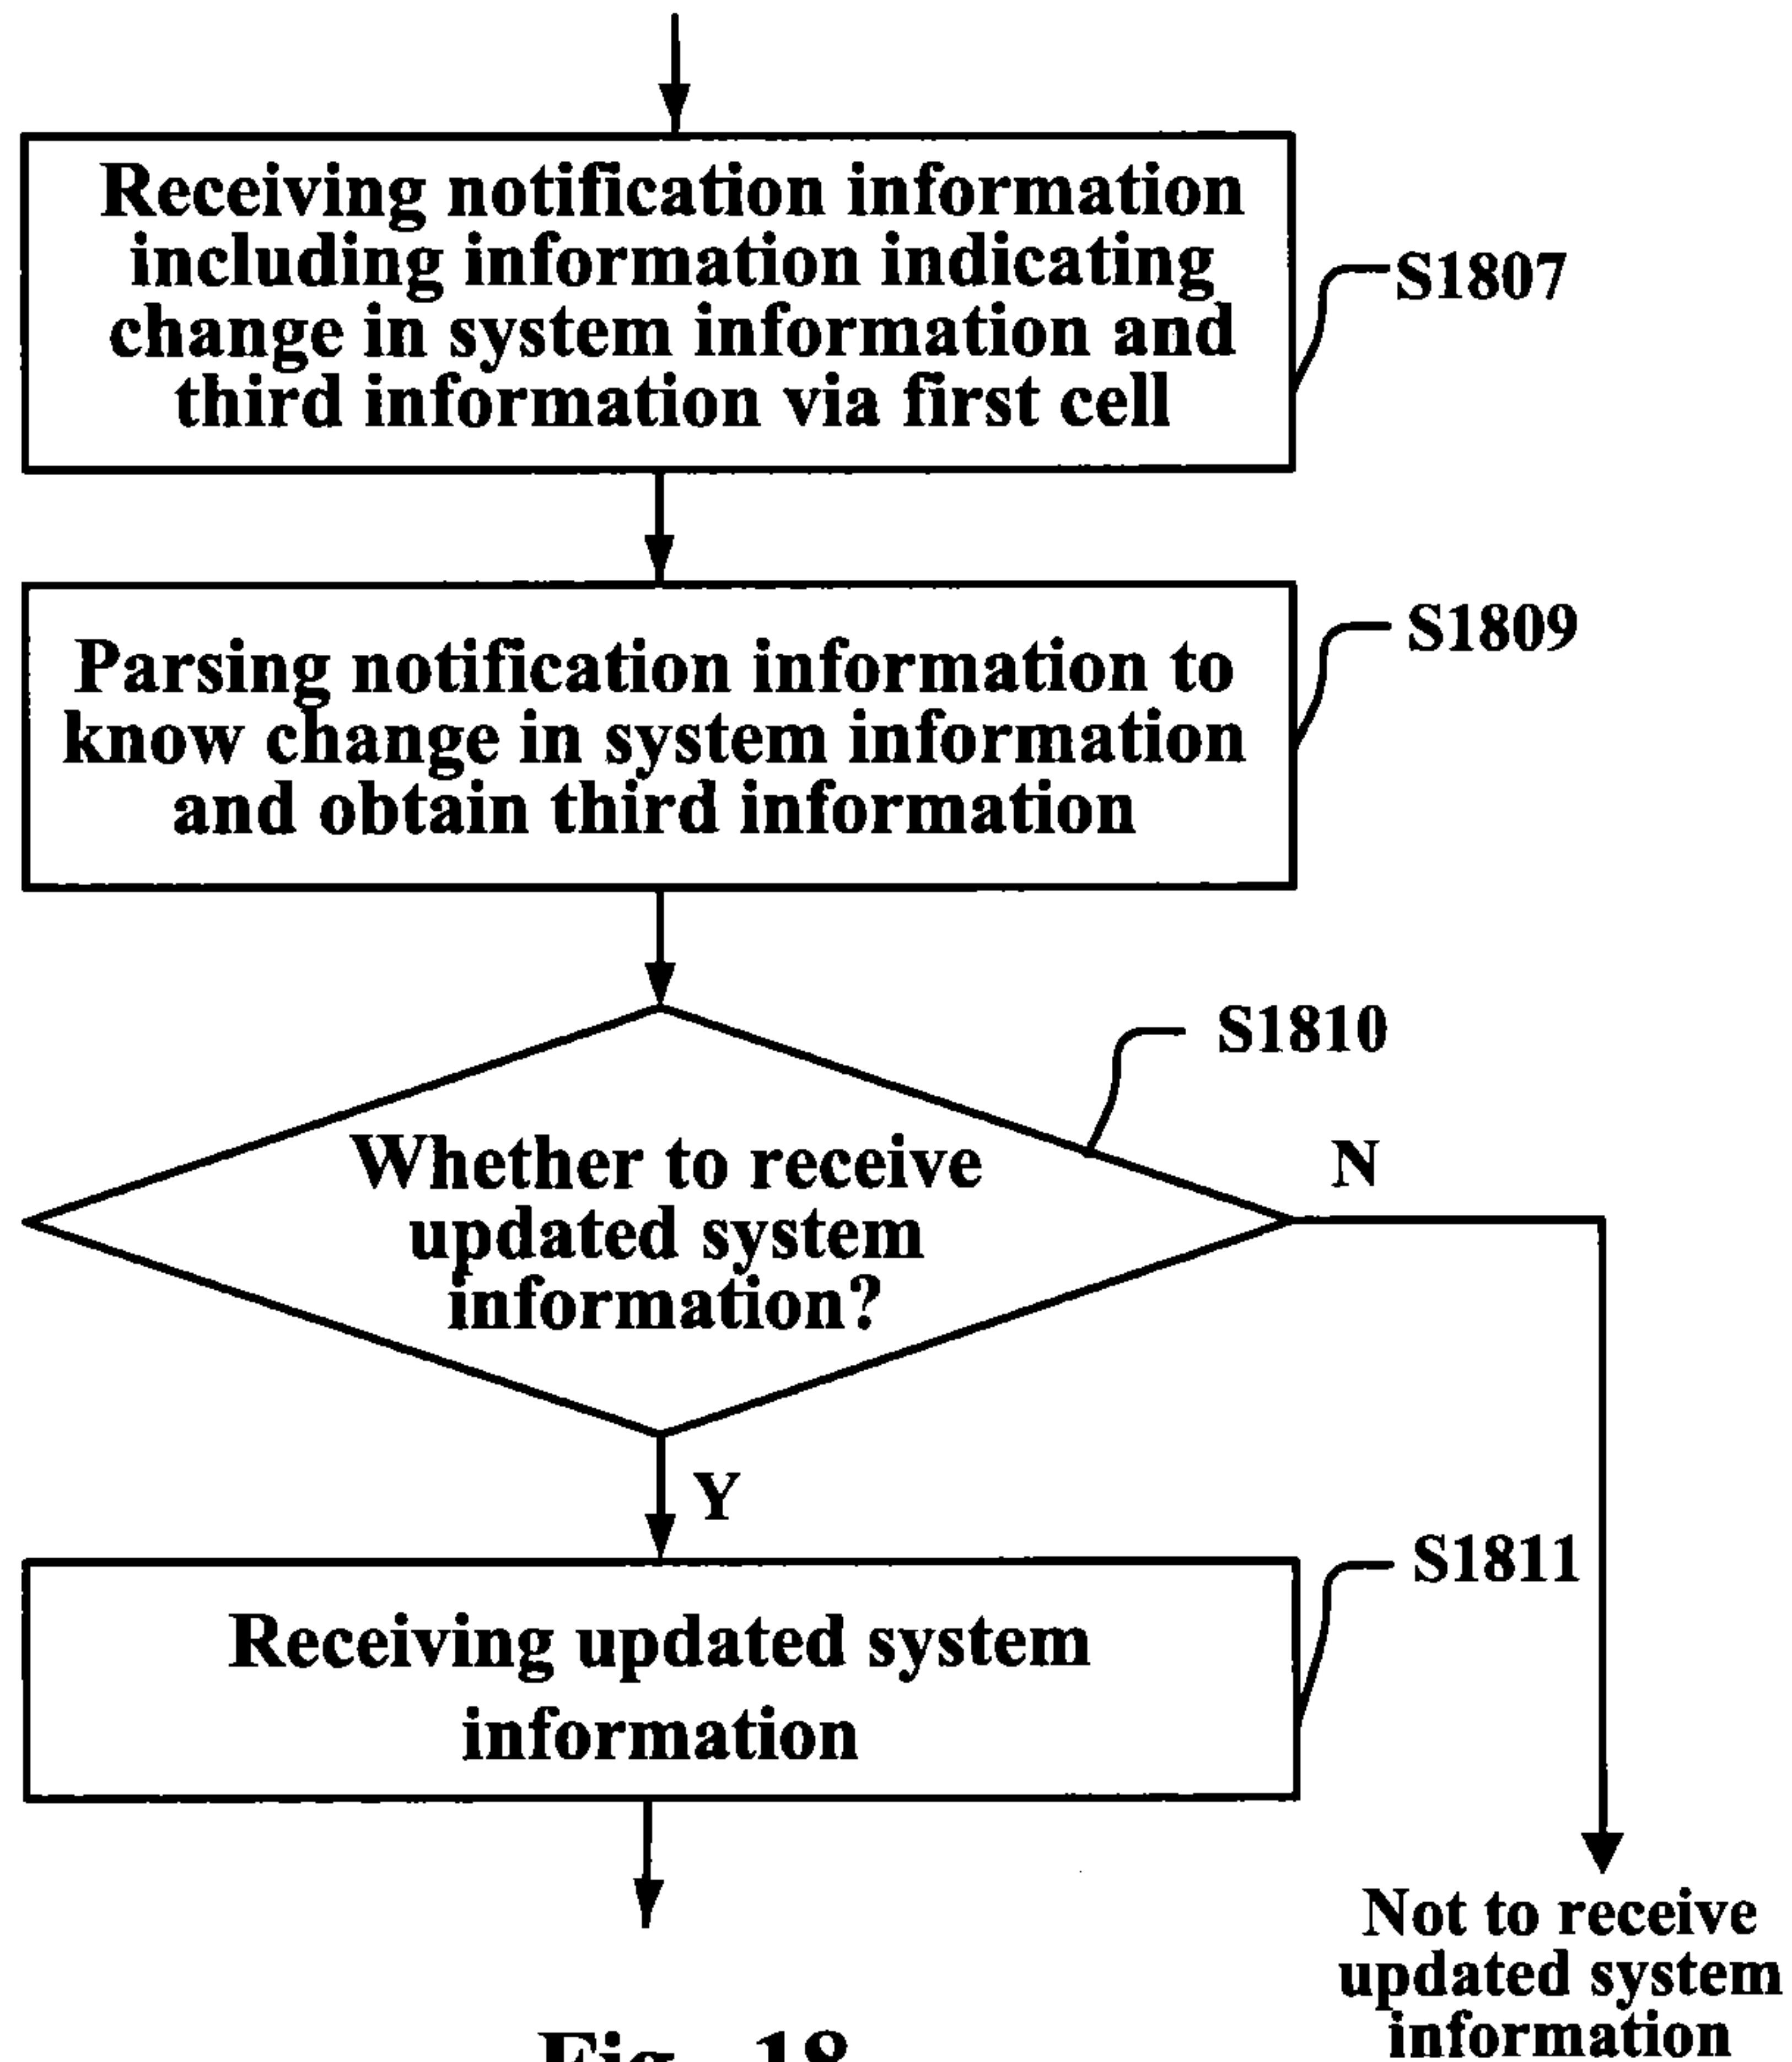 Receiving notification information
including information indicating
change in system information and
third information via first cell
S1807
Parsing notification information to
know change in system information
and obtain third information
S1809
Whether to receive
updated system
information?
S1810
N
Y
Receiving updated system
information
S1811
Not to receive
updated system
information
Fig. 18